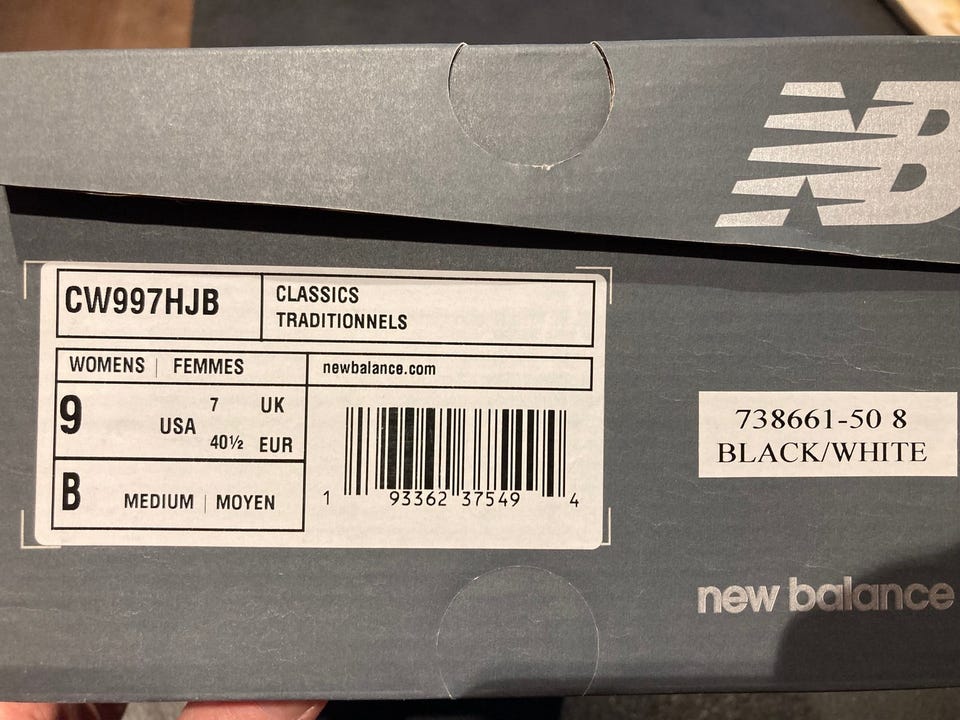 NB
CW997HJB
CLASSICS
TRADITIONNELS
WOMENS | FEMMES
newbalance.com
9
USA
7 UK
40½ EUR
B
MEDIUM | MOYEN
1 93362 37549 4
738661-50 8
BLACK/WHITE
new balance